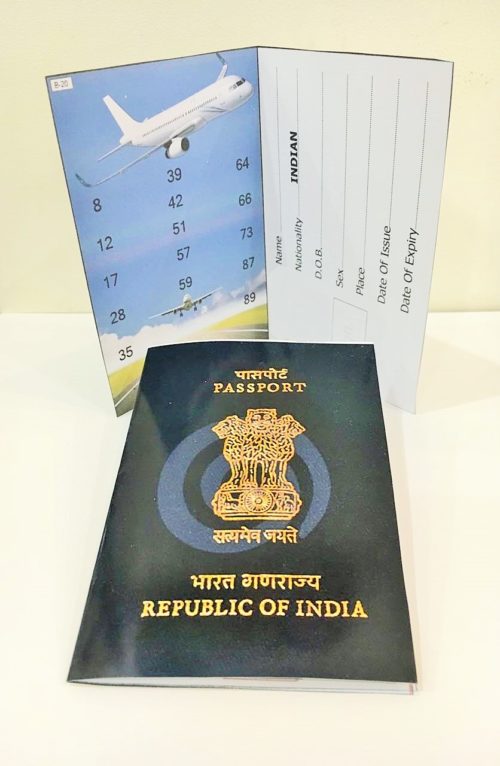 B-20
8
12
17
28
35
39
42
51
57
59
64
66
73
87
89
Name
Nationality INDIAN
D.O.B.
Sex
Place
Date Of Issue
Date Of Expiry
पासपोर्ट
PASSPORT
सत्यमेव जयते
भारत गणराज्य
REPUBLIC OF INDIA